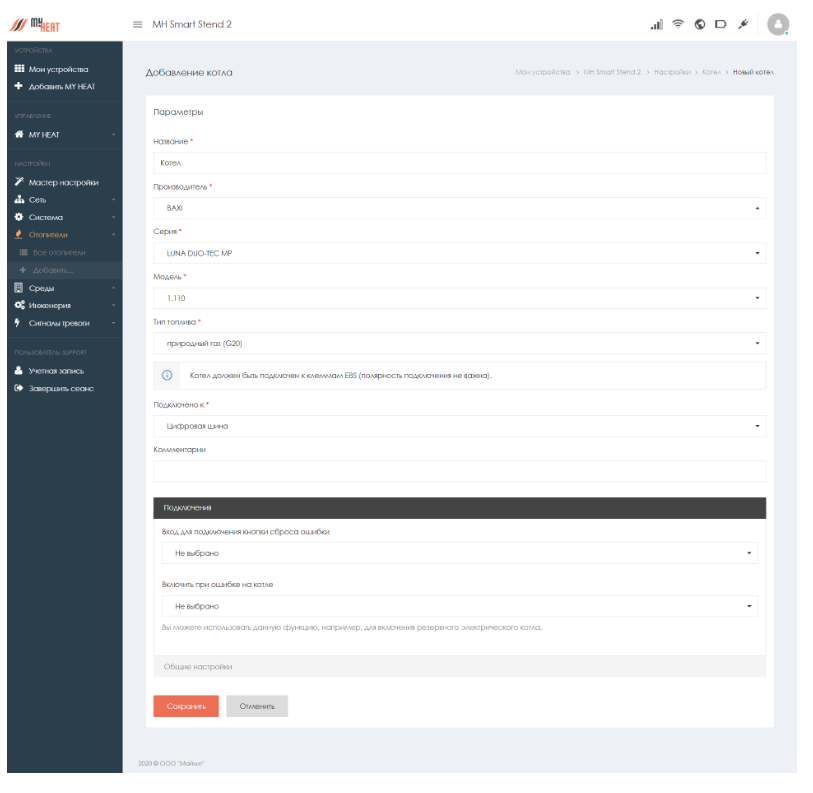 MYHEAT
MH Smart Stend 2
УСТРОЙСТВА
Мои устройства
Добавить MY HEAT
УПРАВЛЕНИЕ
MY HEAT
НАСТРОЙКИ
Мастер настройки
Сеть
Система
Отопители
Все отопители
Добавить...
Среды
Инженерия
Сигналы тревоги
ПОЛЬЗОВАТЕЛЬ SUPPORT
Учетная запись
Завершить сеанс
Добавление котла
Мои устройства > MH Smart Stend 2 > Настройки > Котел > Новый котел
Параметры
Название *
Котел
Производитель *
BAXI
Серия *
LUNA DUO-TEC MP
Модель *
1.110
Тип топлива *
природный газ (G20)
Котел должен быть подключен к клеммам EBS (полярность подключения не важна).
Подключено к *
Цифровая шина
Комментарии
Подключения
Вход для подключения кнопки сброса ошибки
Не выбрано
Включить при ошибке на котле
Не выбрано
Вы можете использовать данную функцию, например, для включения резервного электрического котла.
Общие настройки
Сохранить
Отменить
2020 © ООО "Майхит"